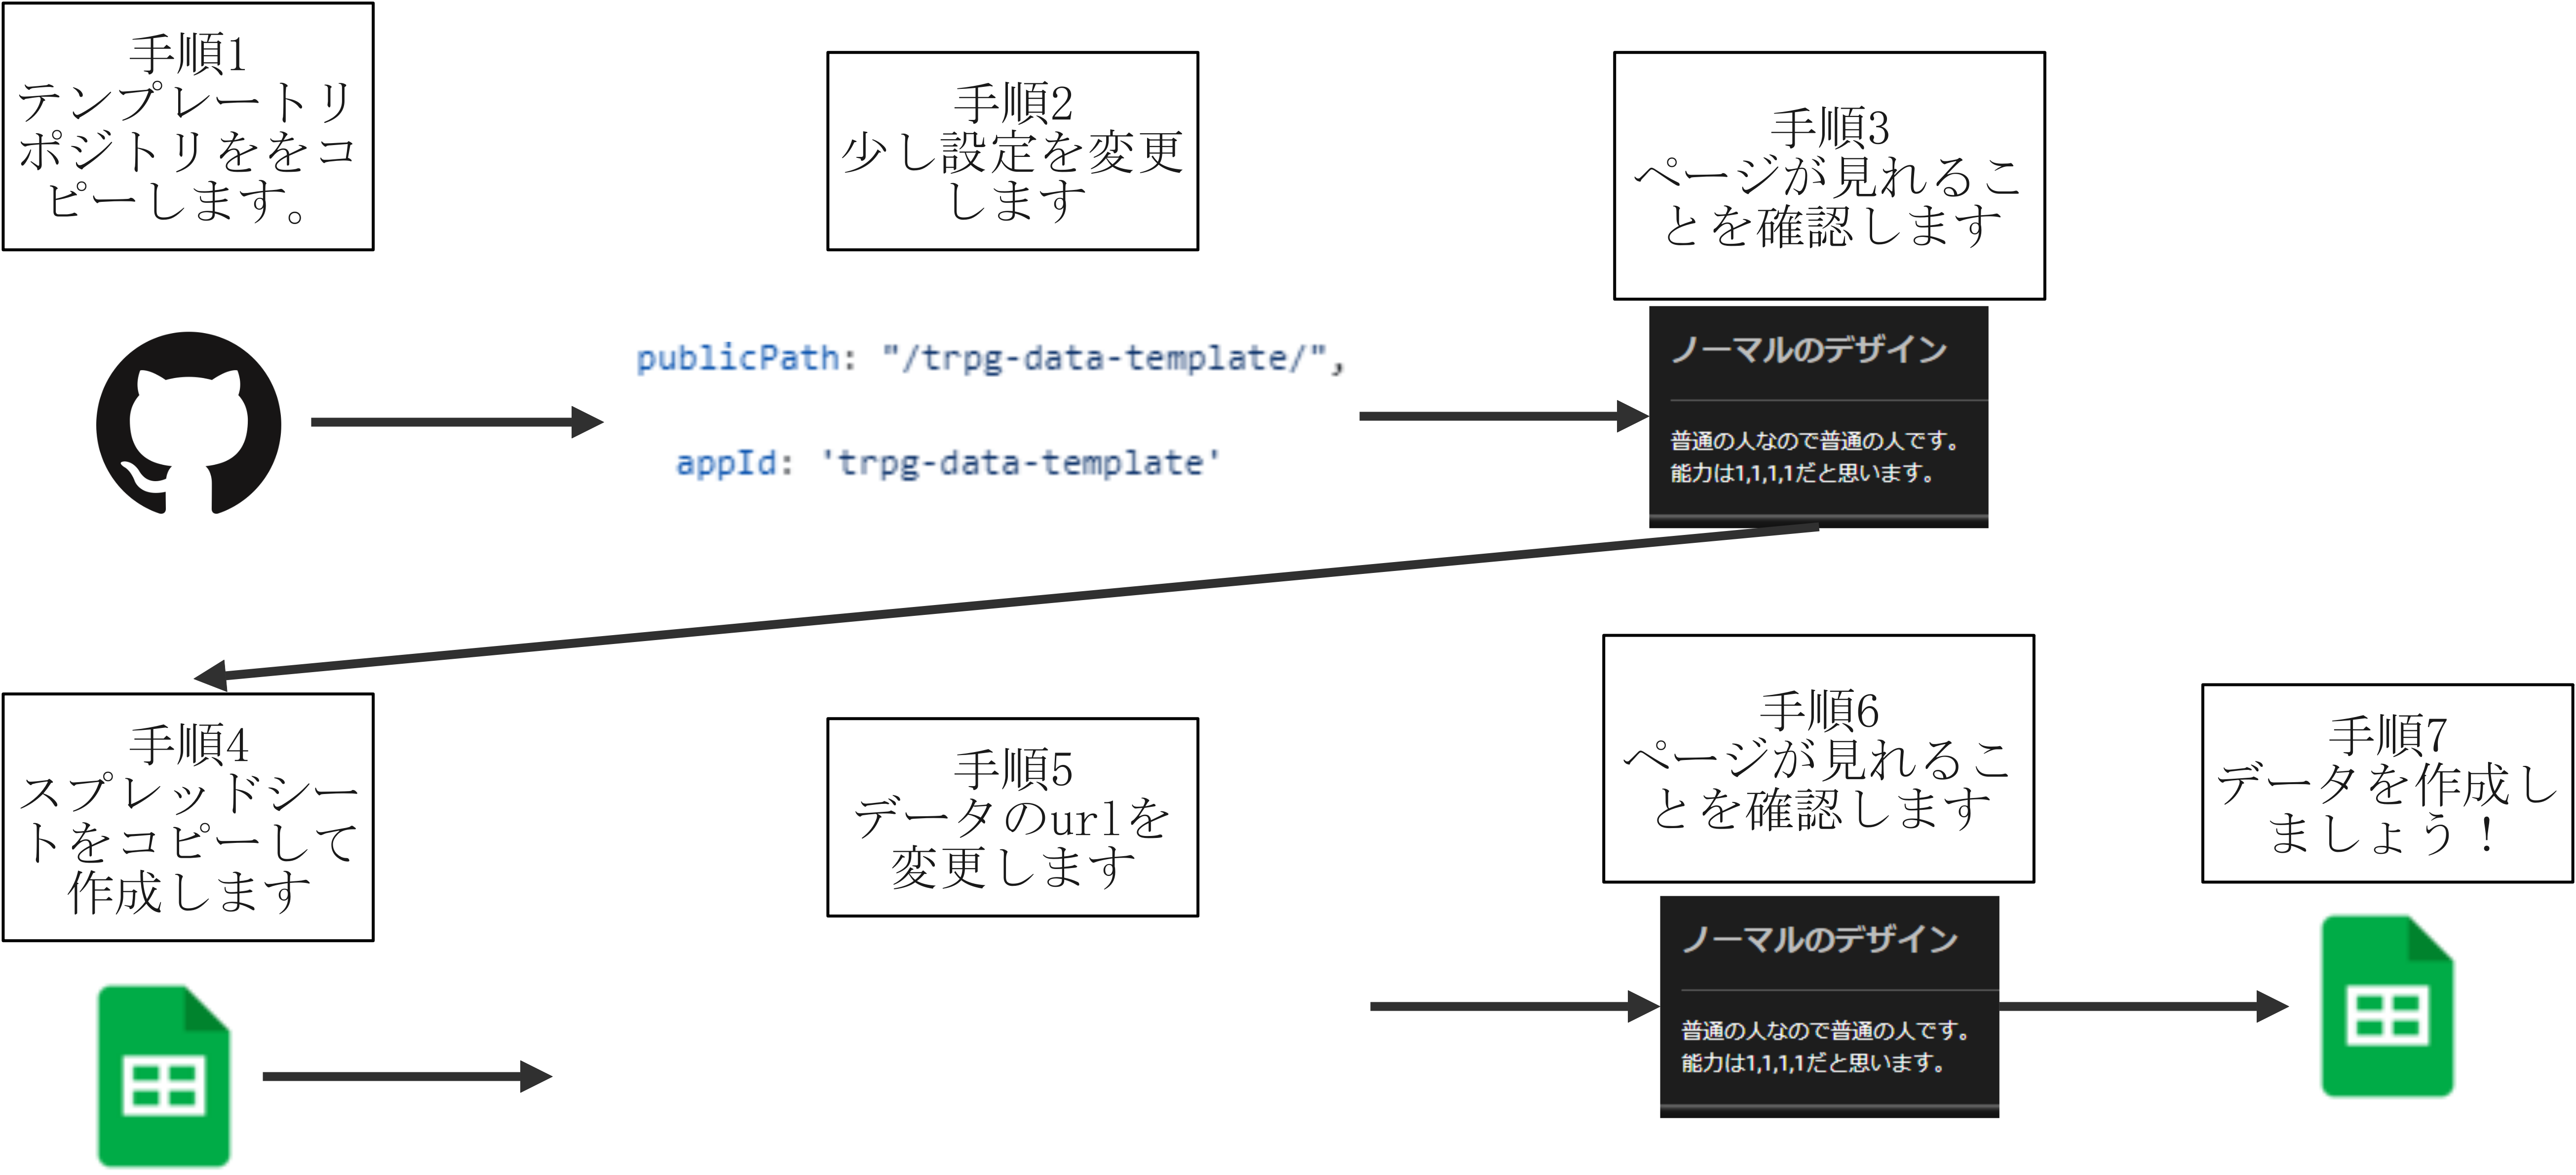 手順1
テンプレートリ
ポジトリををコ
ピーします。
手順2
少し設定を変更
します
手順3
ページが見れるこ
とを確認します
publicPath: "/trpg-data-template/",
appId: 'trpg-data-template'
ノーマルのデザイン
普通の人なので普通の人です。
能力は1,1,1,1だと思います。
手順4
スプレッドシー
トをコピーして
作成します
手順5
データのurlを
変更します
手順6
ページが見れるこ
とを確認します
手順7
データを作成し
ましょう！
ノーマルのデザイン
普通の人なので普通の人です。
能力は1,1,1,1だと思います。